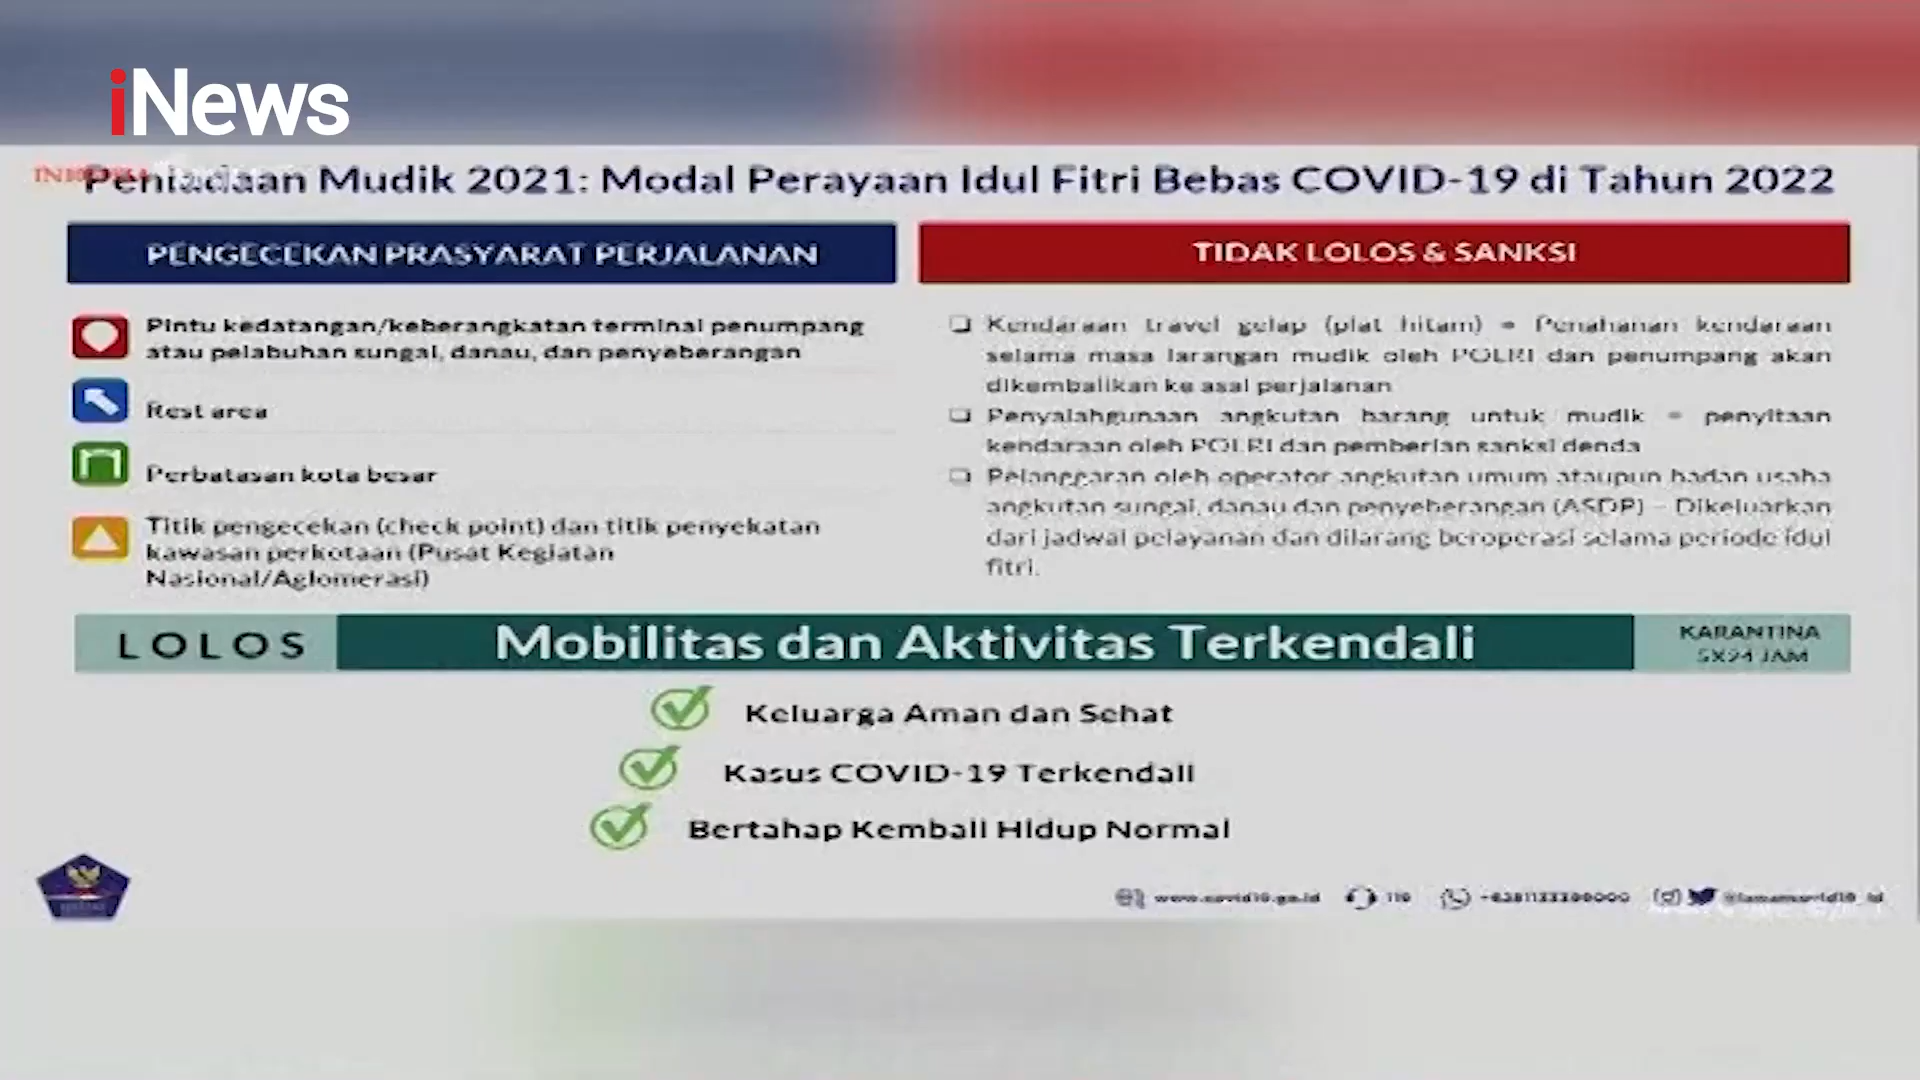 iNews
Peniadaan Mudik 2021: Modal Perayaan Idul Fitri Bebas COVID-19 di Tahun 2022
PENGECEKAN PRASYARAT PERJALANAN
Pintu kedatangan/keberangkatan terminal penumpang
atau pelabuhan sungai, danau, dan penyeberangan
Rest area
Perbatasan kota besar
Titik pengecekan (check point) dan titik penyekatan
kawasan perkotaan (Pusat Kegiatan
Nasional/Aglomerasi)
TIDAK LOLOS & SANKSI
Kendaraan travel gelap (plat hitam) = Penahanan kendaraan
selama masa larangan mudik oleh POLRI dan penumpang akan
dikembalikan ke asal perjalanan
Penyalahgunaan angkutan barang untuk mudik = penyitaan
kendaraan oleh POLRI dan pemberian sanksi denda
Pelanggaran oleh operator angkutan umum ataupun badan usaha
angkutan sungai, danau dan penyeberangan (ASDP) = Dikeluarkan
dari jadwal pelayanan dan dilarang beroperasi selama periode idul
fitri.
LOLOS
Mobilitas dan Aktivitas Terkendali
KARANTINA
5X24 JAM
Keluarga Aman dan Sehat
Kasus COVID-19 Terkendali
Bertahap Kembali Hidup Normal
www.covid19.go.id
119